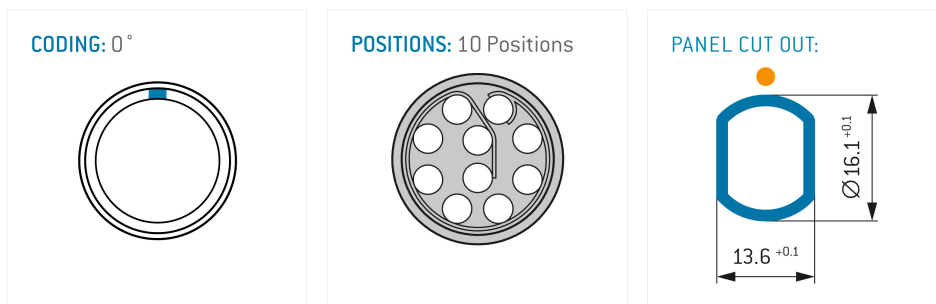 CODING: 0°
POSITIONS: 10 Positions
PANEL CUT OUT:
Ø16.1 +0.1
13.6 +0.1